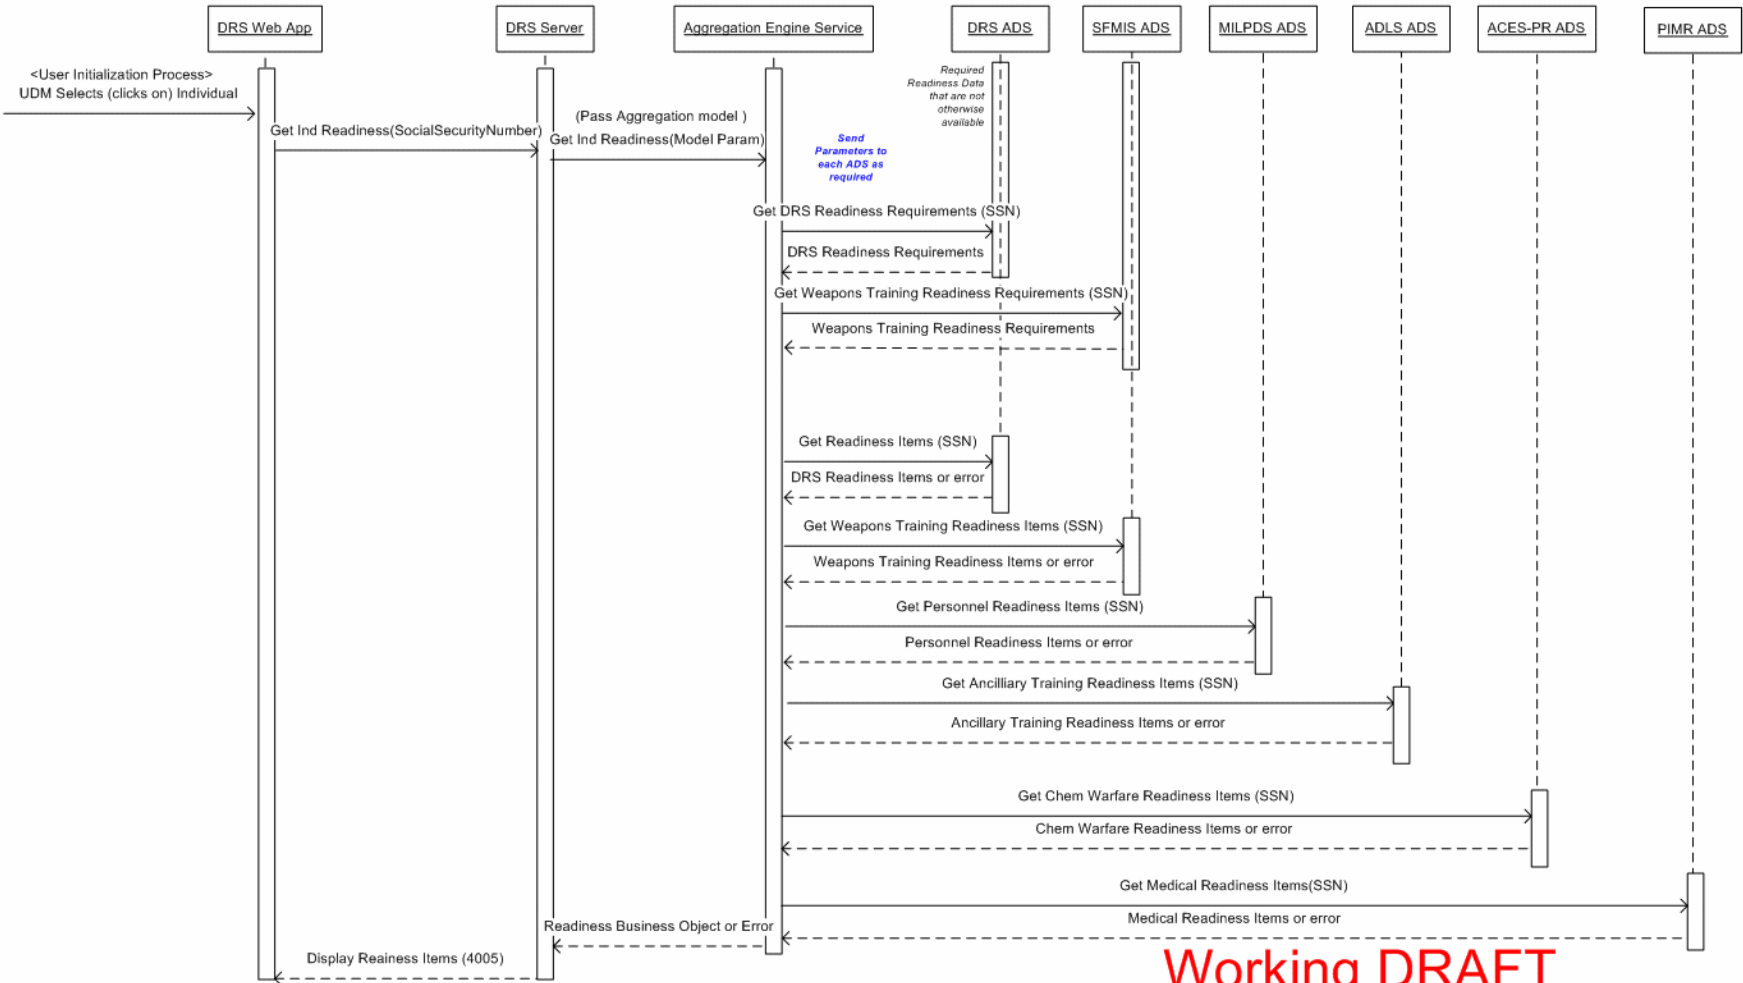 DRS Web App
DRS Server
Aggregation Engine Service
DRS ADS
SFMIS ADS
MILPDS ADS
ADLS ADS
ACES-PR ADS
PIMR ADS
<User Initialization Process>
UDM Selects (clicks on) Individual
Get Ind Readiness(SocialSecurityNumber)
(Pass Aggregation model )
Get Ind Readiness(Model Param)
Required
Readiness Data
that are not
otherwise
available
Send
Parameters to
each ADS as
required
Get DRS Readiness Requirements (SSN)
DRS Readiness Requirements
Get Weapons Training Readiness Requirements (SSN)
Weapons Training Readiness Requirements
Get Readiness Items (SSN)
DRS Readiness Items or error
Get Weapons Training Readiness Items (SSN)
Weapons Training Readiness Items or error
Get Personnel Readiness Items (SSN)
Personnel Readiness Items or error
Get Ancilliary Training Readiness Items (SSN)
Ancillary Training Readiness Items or error
Get Chem Warfare Readiness Items (SSN)
Chem Warfare Readiness Items or error
Get Medical Readiness Items(SSN)
Medical Readiness Items or error
Readiness Business Object or Error
Display Reainess Items (4005)
Working DRAFT